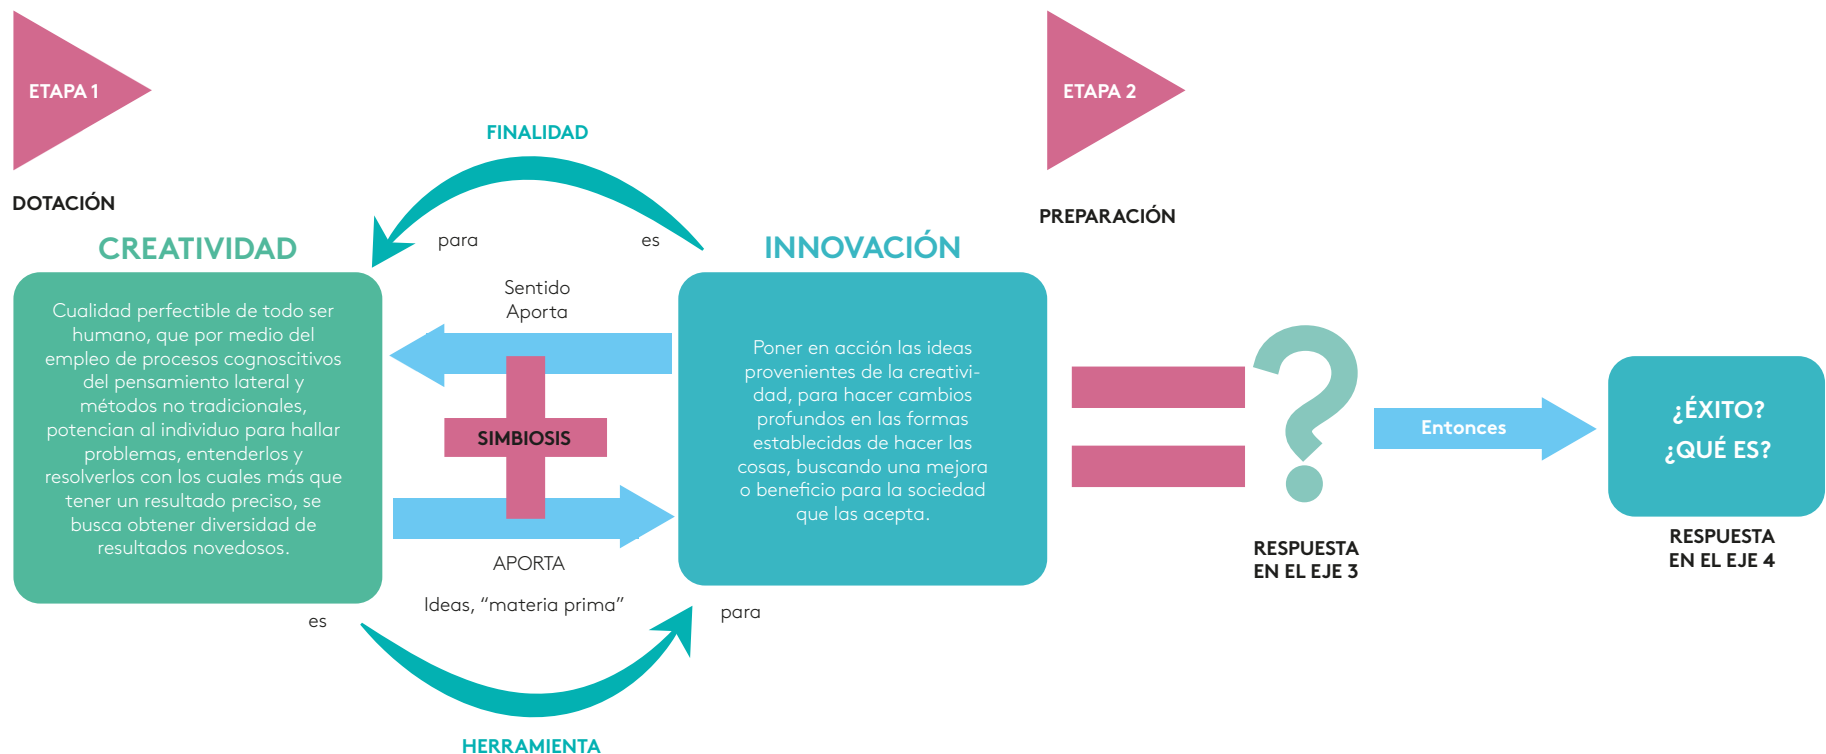 ETAPA 1
DOTACIÓN
CREATIVIDAD
Cualidad perfectible de todo ser
humano, que por medio del
empleo de procesos cognoscitivos
del pensamiento lateral y
métodos no tradicionales,
potencian al individuo para hallar
problemas, entenderlos y
resolverlos con los cuales más que
tener un resultado preciso, se
busca obtener diversidad de
resultados novedosos.
FINALIDAD
para
es
Sentido
Aporta
SIMBIOSIS
APORTA
Ideas, “materia prima”
es
para
HERRAMIENTA
INNOVACIÓN
Poner en acción las ideas
provenientes de la creativi-
dad, para hacer cambios
profundos en las formas
establecidas de hacer las
cosas, buscando una mejora
o beneficio para la sociedad
que las acepta.
ETAPA 2
PREPARACIÓN
?
RESPUESTA
EN EL EJE 3
Entonces
¿ÉXITO?
¿QUÉ ES?
RESPUESTA
EN EL EJE 4